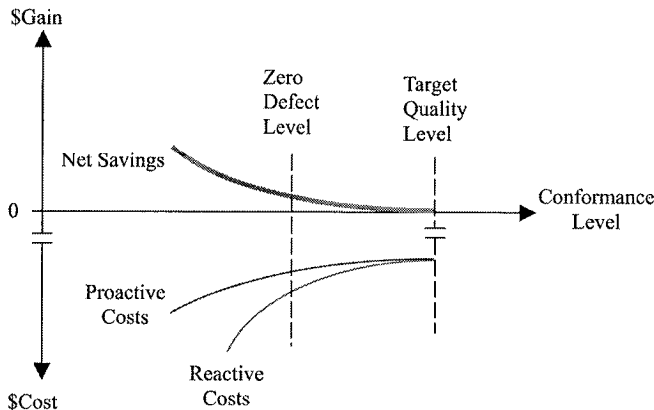 $Gain
Zero
Defect
Level
Target
Quality
Level
Net Savings
0
Conformance
Level
Proactive
Costs
Reactive
Costs
$Cost